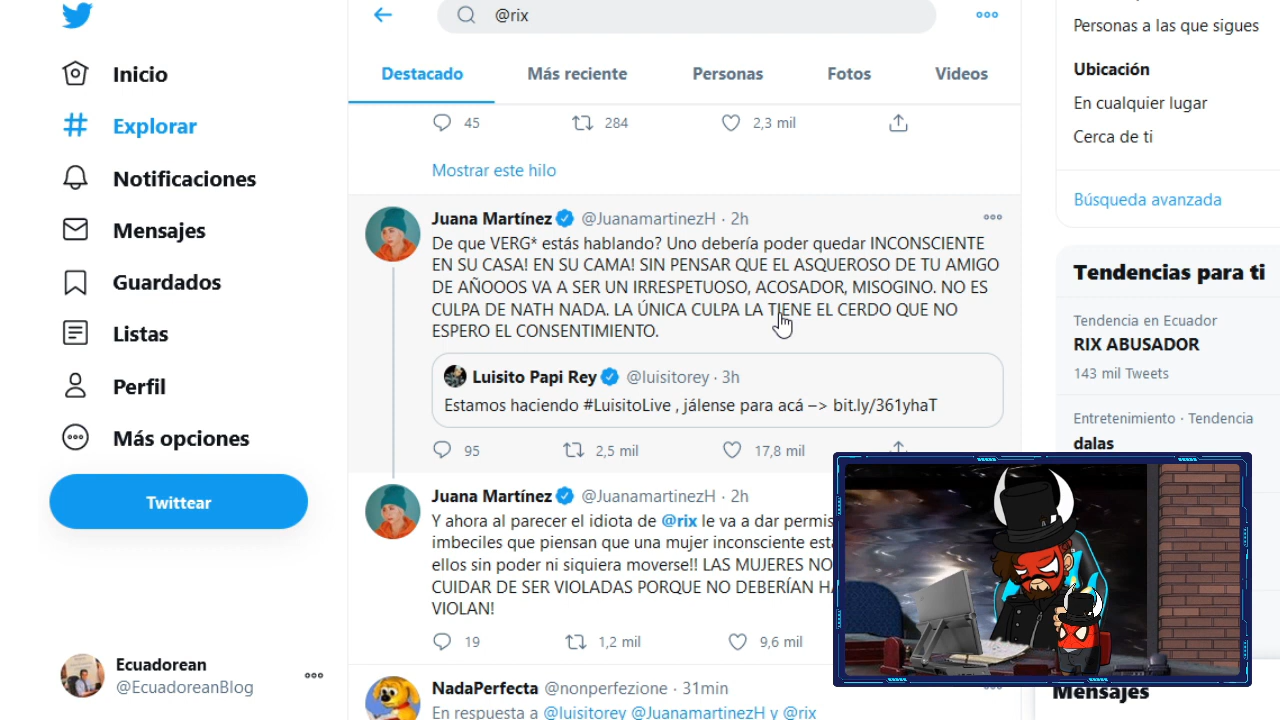 @rix
Inicio
Explorar
Notificaciones
Mensajes
Guardados
Listas
Perfil
Más opciones
Twittear
Ecuadorean
@EcuadoreanBlog
Destacado
Más reciente
Personas
Fotos
Videos
45
284
2,3 mil
Mostrar este hilo
Juana Martínez @JuanamartinezH · 2h
De que VERG* estás hablando? Uno debería poder quedar INCONSCIENTE
EN SU CASA! EN SU CAMA! SIN PENSAR QUE EL ASQUEROSO DE TU AMIGO
DE AÑOOOS VA A SER UN IRRESPETUOSO, ACOSADOR, MISOGINO. NO ES
CULPA DE NATH NADA. LA ÚNICA CULPA LA TIENE EL CERDO QUE NO
ESPERO EL CONSENTIMIENTO.
Luisito Papi Rey @luisitorey · 3h
Estamos haciendo #LuisitoLive , jálense para acá –> bit.ly/361yhaT
95
2,5 mil
17,8 mil
Juana Martínez @JuanamartinezH · 2h
Y ahora al parecer el idiota de @rix le va a dar permis
imbeciles que piensan que una mujer inconsciente est
ellos sin poder ni siquiera moverse!! LAS MUJERES NO
CUIDAR DE SER VIOLADAS PORQUE NO DEBERÍAN H
VIOLAN!
19
1,2 mil
9,6 mil
NadaPerfecta @nonperfezione · 31min
En respuesta a @luisitorey @JuanamartinezH y @rix
Personas a las que sigues
Ubicación
En cualquier lugar
Cerca de ti
Búsqueda avanzada
Tendencias para ti
Tendencia en Ecuador
RIX ABUSADOR
143 mil Tweets
Entretenimiento · Tendencia
dalas
Mensajes